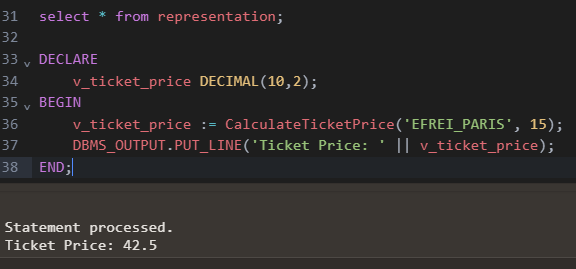 31 select * from representation;
32
33 DECLARE
34 v_ticket_price DECIMAL(10,2);
35 BEGIN
36 v_ticket_price := CalculateTicketPrice('EFREI_PARIS', 15);
37 DBMS_OUTPUT.PUT_LINE('Ticket Price: ' || v_ticket_price);
38 END;
Statement processed.
Ticket Price: 42.5